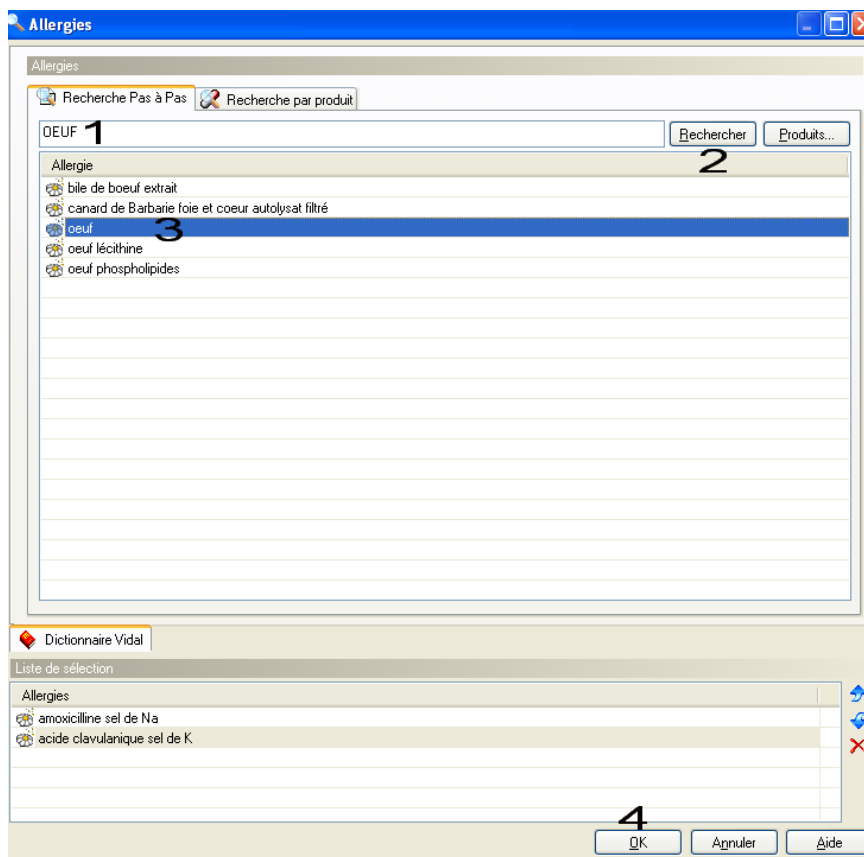 Allergies
Allergies
Recherche Pas à Pas Recherche par produit
OEUF 1 Rechercher Produits...
2
Allergie
bile de boeuf extrait
canard de Barbarie foie et coeur autolysat filtré
oeuf 3
oeuf lécithine
oeuf phospholipides
Dictionnaire Vidal
Liste de sélection
Allergies
amoxicilline sel de Na
acide clavulanique sel de K
4
OK Annuler Aide